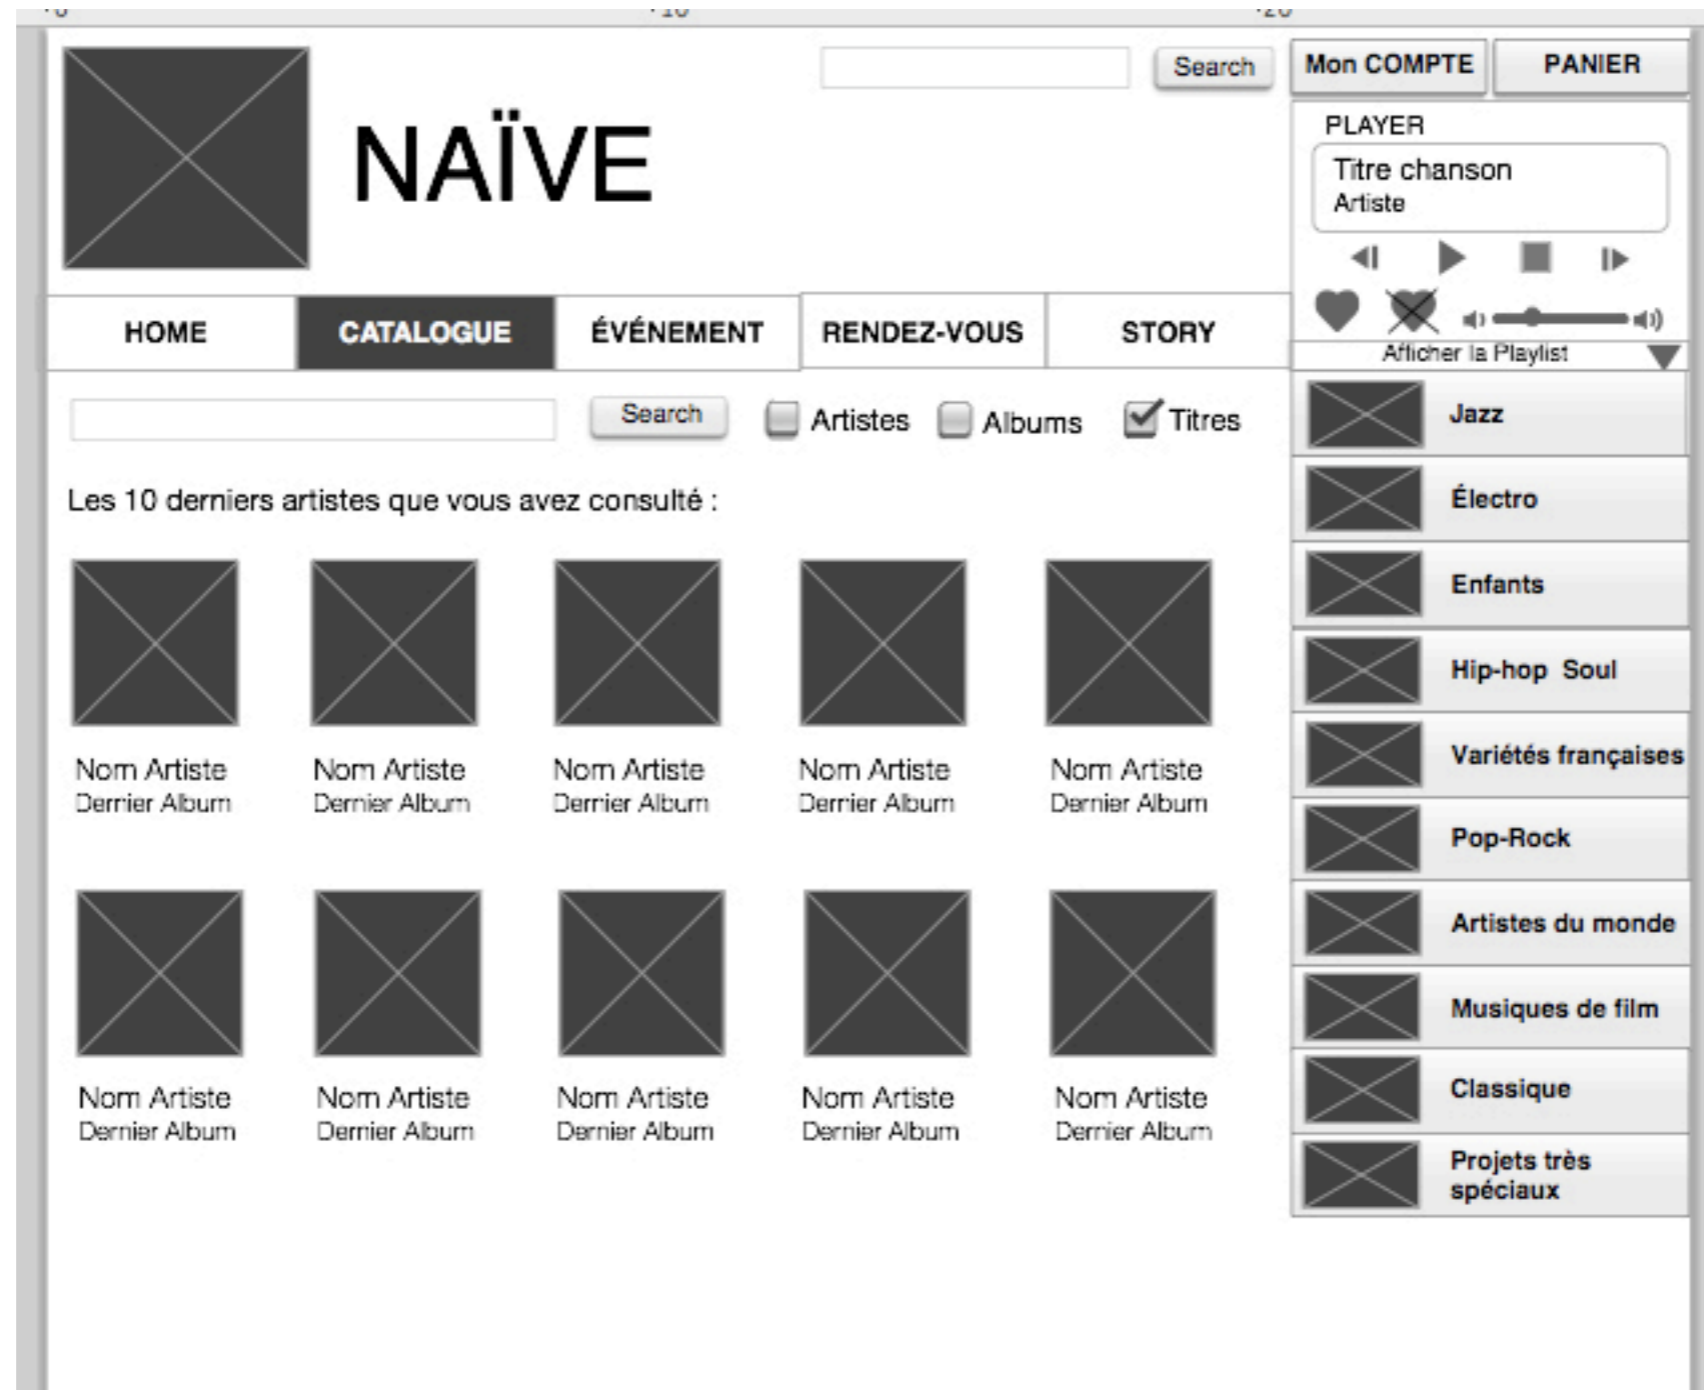 Search
Mon COMPTE
PANIER
NAÏVE
PLAYER
Titre chanson
Artiste
Afficher la Playlist
HOME
CATALOGUE
ÉVÉNEMENT
RENDEZ-VOUS
STORY
Search
Artistes
Albums
Titres
Les 10 derniers artistes que vous avez consulté :
Nom Artiste
Dernier Album
Nom Artiste
Dernier Album
Nom Artiste
Dernier Album
Nom Artiste
Dernier Album
Nom Artiste
Dernier Album
Nom Artiste
Dernier Album
Nom Artiste
Dernier Album
Nom Artiste
Dernier Album
Nom Artiste
Dernier Album
Nom Artiste
Dernier Album
Jazz
Électro
Enfants
Hip-hop Soul
Variétés françaises
Pop-Rock
Artistes du monde
Musiques de film
Classique
Projets très
spéciaux